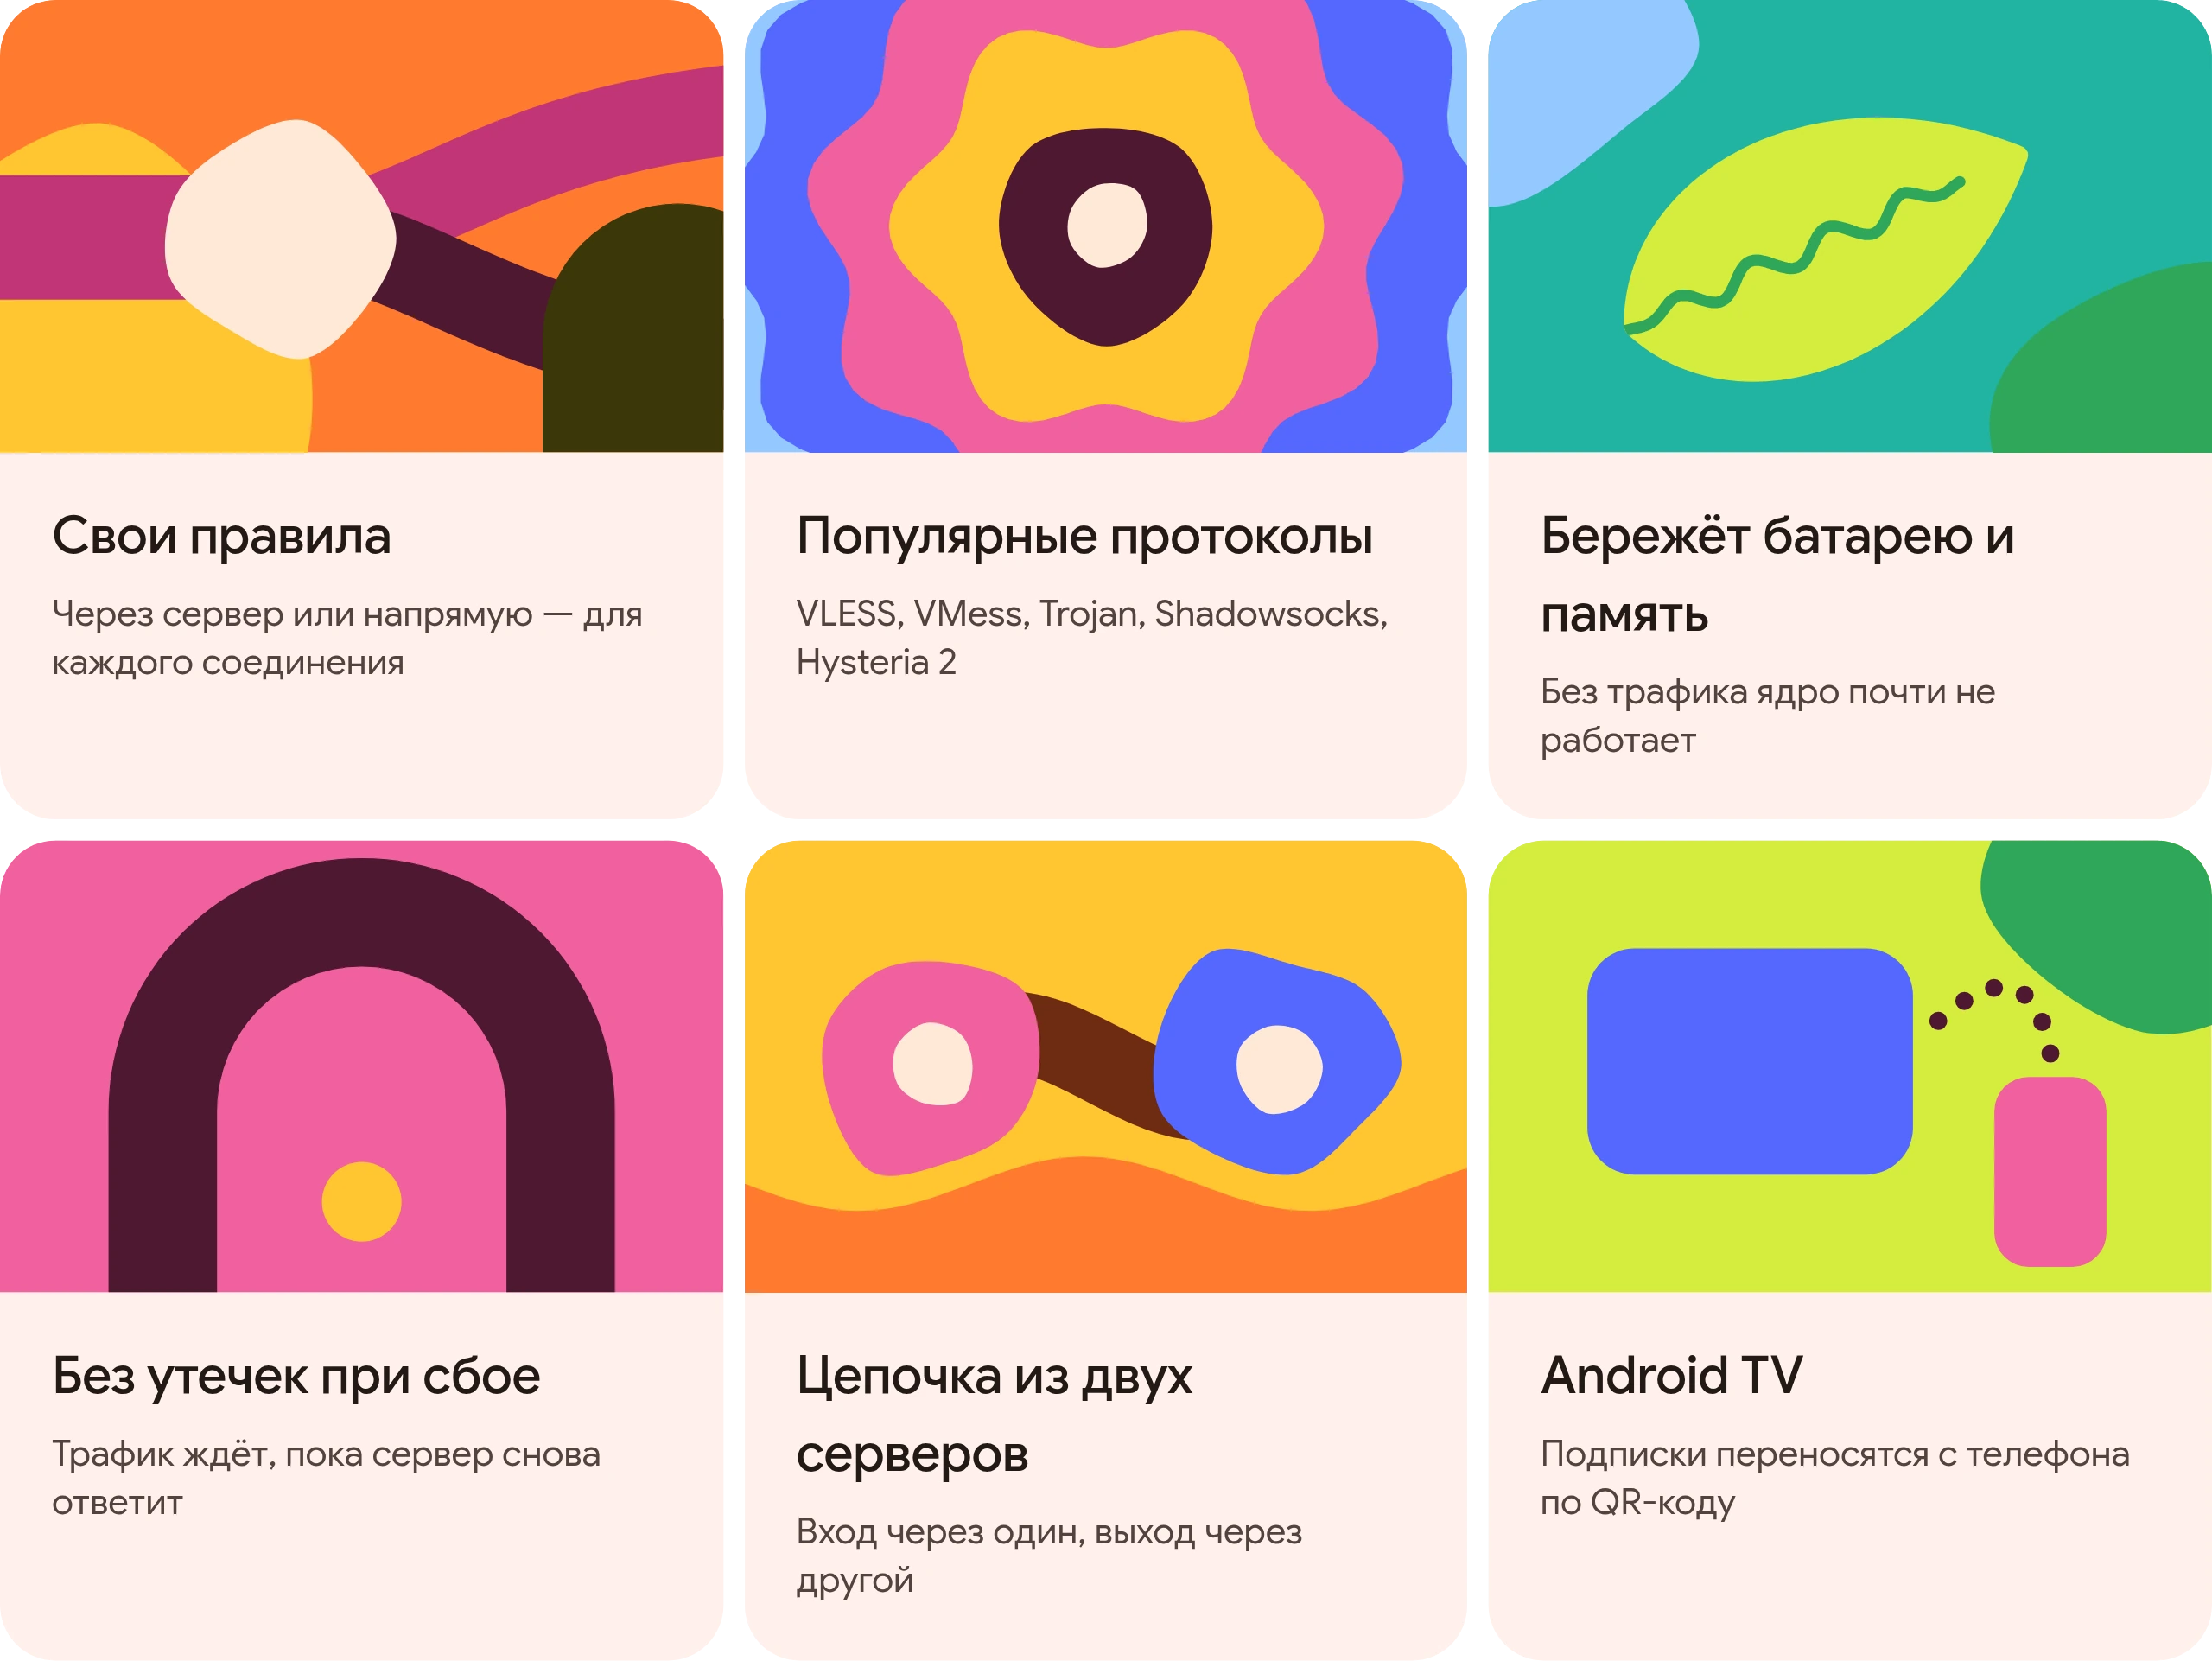 Свои правила
Через сервер или напрямую — для
каждого соединения
Популярные протоколы
VLESS, VMess, Trojan, Shadowsocks,
Hysteria 2
Бережёт батарею и
память
Без трафика ядро почти не
работает
Без утечек при сбое
Трафик ждёт, пока сервер снова
ответит
Цепочка из двух
серверов
Вход через один, выход через
другой
Android TV
Подписки переносятся с телефона
по QR-коду